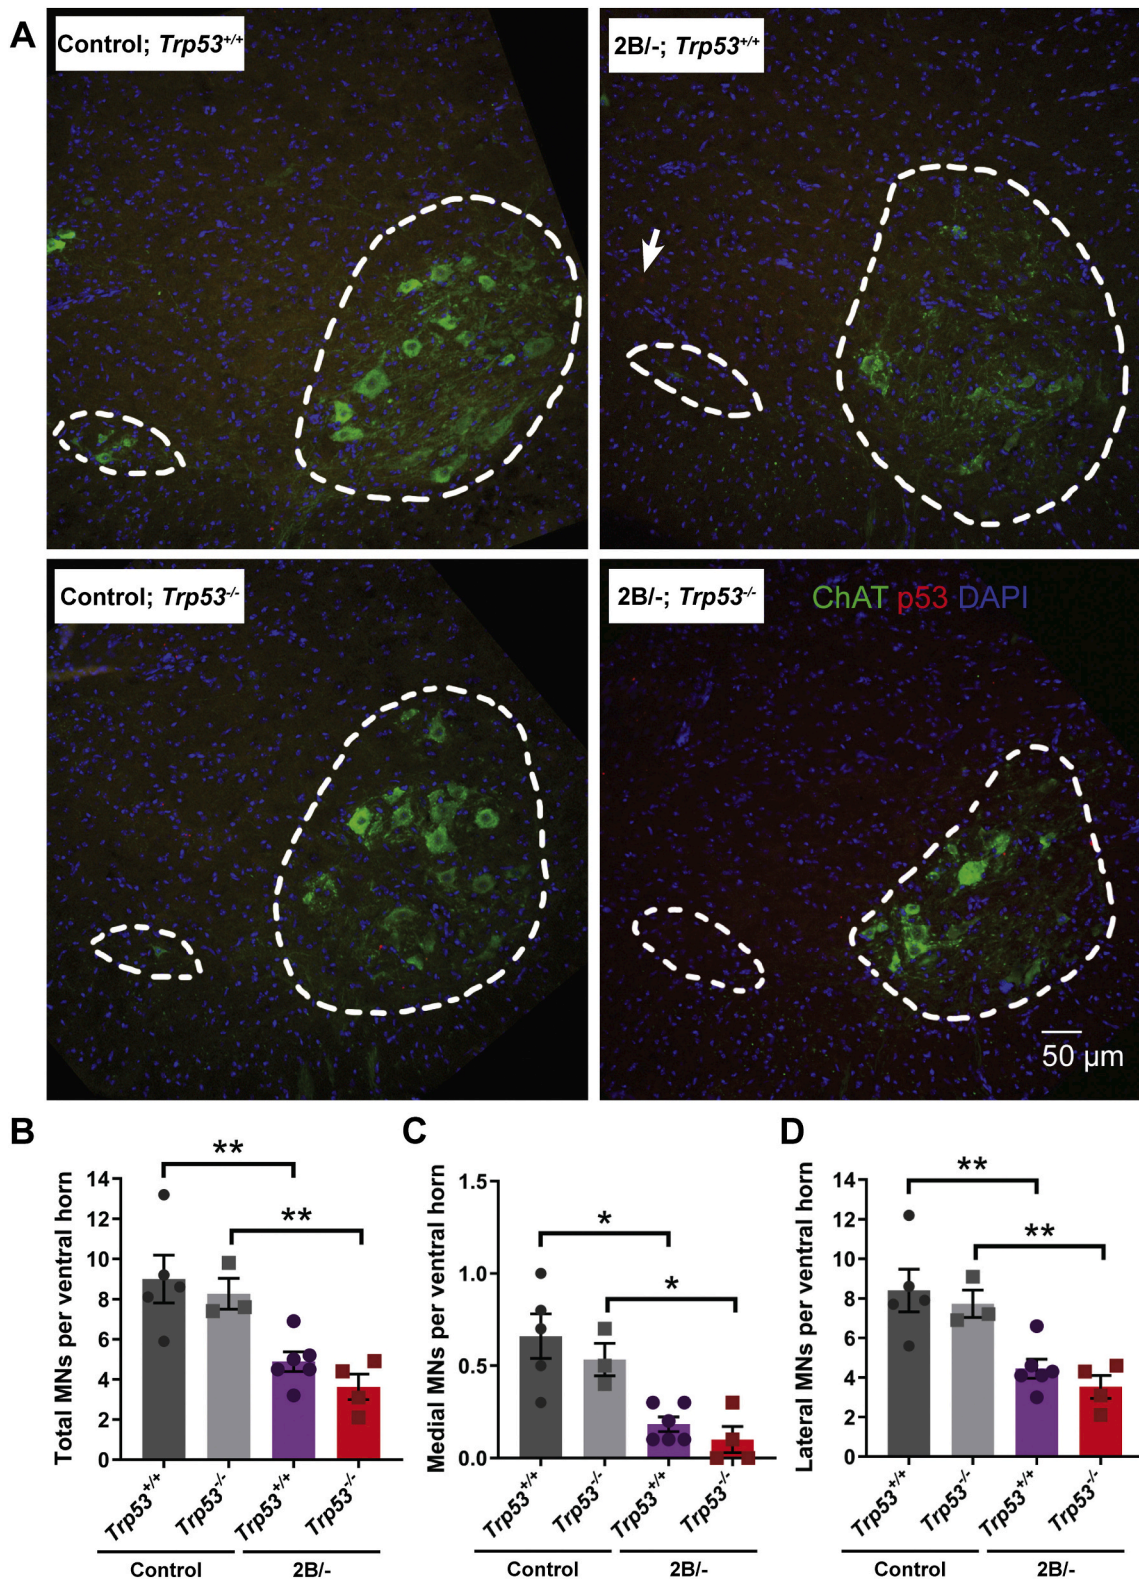 A
Control; Trp53+/+
2B/-; Trp53+/+
Control; Trp53-/-
2B/-; Trp53-/-
ChAT p53 DAPI
50 µm
B
Total MNs per ventral horn
14
12
10
8
6
4
2
0
**
**
Trp53+/+
Trp53-/-
Trp53+/+
Trp53-/-
Control
2B/-
C
Medial MNs per ventral horn
1.5
1.0
0.5
0.0
*
*
Trp53+/+
Trp53-/-
Trp53+/+
Trp53-/-
Control
2B/-
D
Lateral MNs per ventral horn
14
12
10
8
6
4
2
0
**
**
Trp53+/+
Trp53-/-
Trp53+/+
Trp53-/-
Control
2B/-